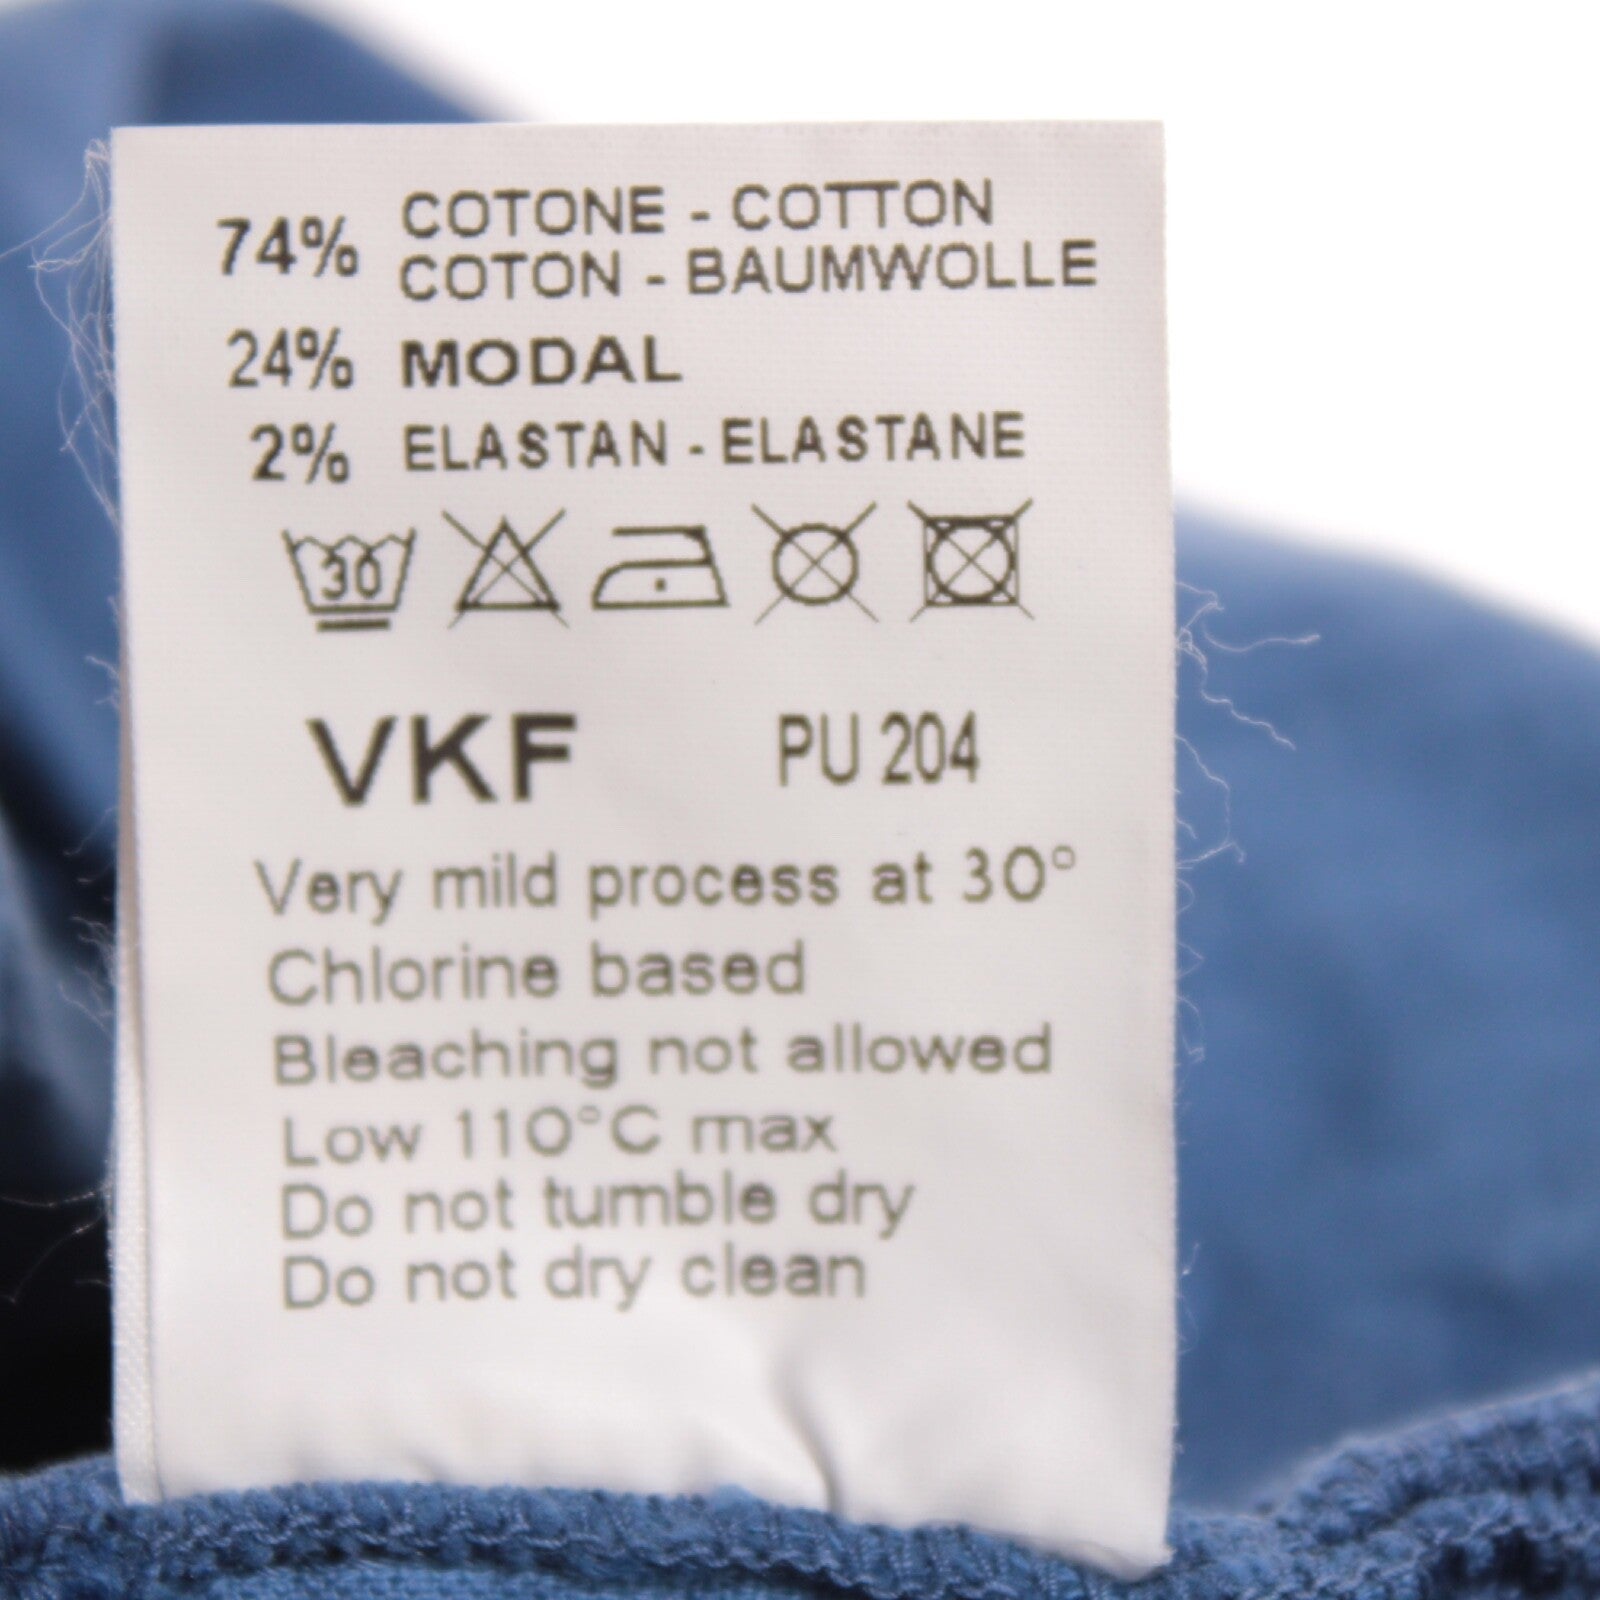 74% COTONE - COTTON
COTON - BAUMWOLLE
24% MODAL
2% ELASTAN - ELASTANE
30
VKF PU 204
Very mild process at 30°
Chlorine based
Bleaching not allowed
Low 110°C max
Do not tumble dry
Do not dry clean